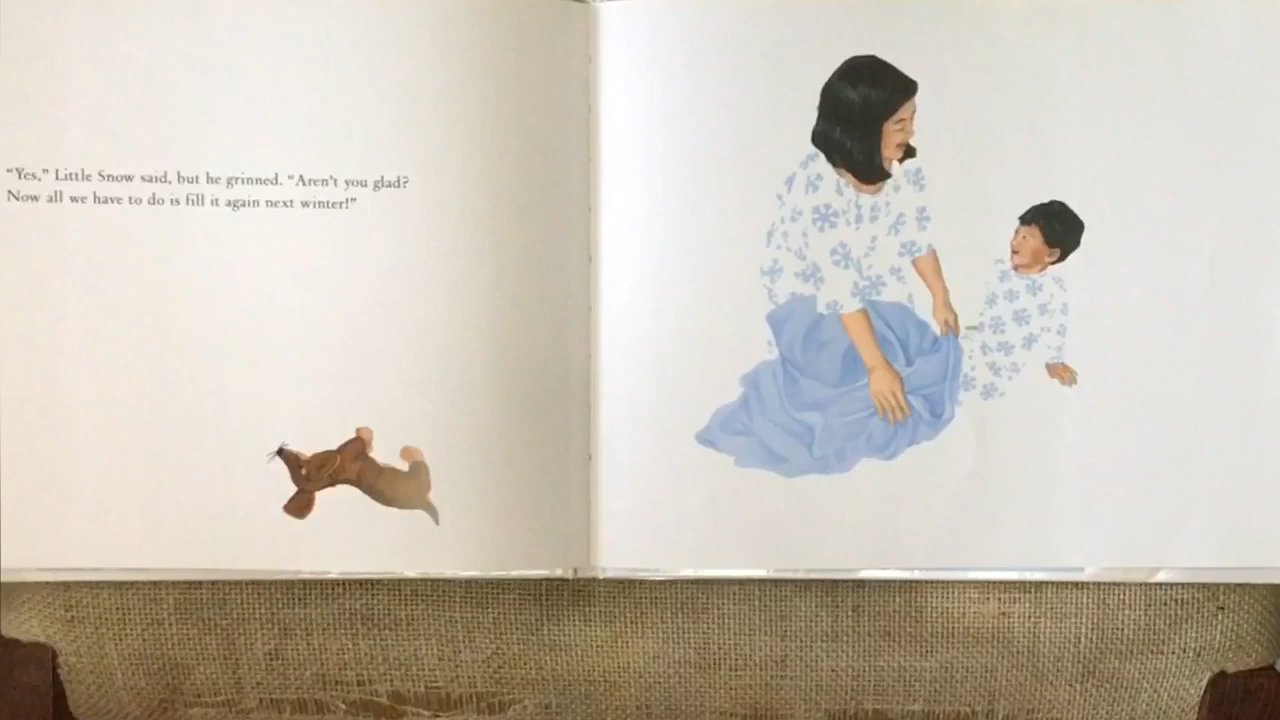 “Yes,” Little Snow said, but he grinned. “Aren’t you glad?
Now all we have to do is fill it again next winter!”